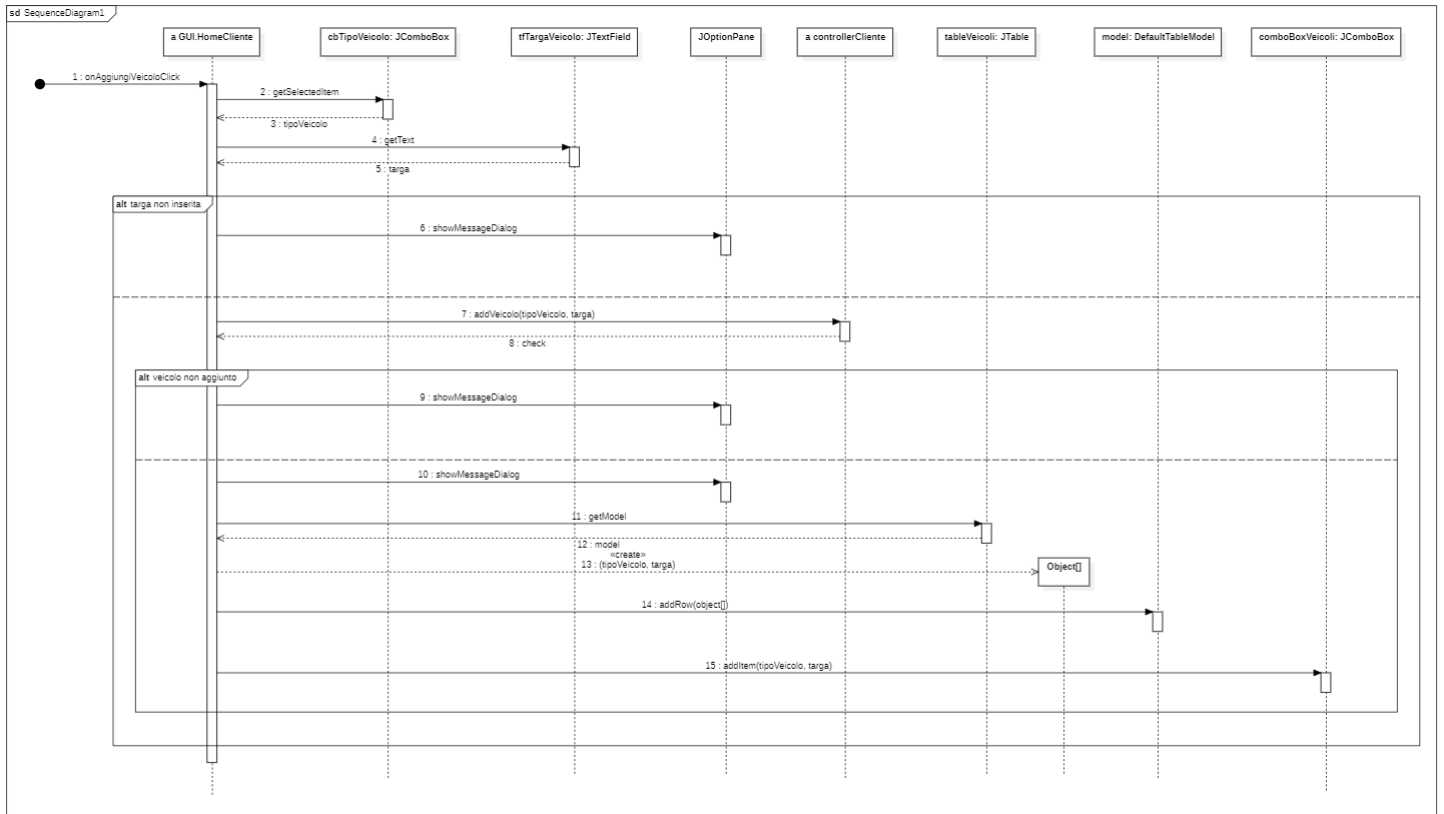 sd SequenceDiagram1
a GUI.HomeCliente
cbTipoVeicolo: JComboBox
tfTargaVeicolo: JTextField
JOptionPane
a controllerCliente
tableVeicoli: JTable
model: DefaultTableModel
comboBoxVeicoli: JComboBox
1 : onAggiungiVeicoloClick
2 : getSelectedItem
3 : tipoVeicolo
4 : getText
5 : targa
alt targa non inserita
6 : showMessageDialog
7 : addVeicolo(tipoVeicolo, targa)
8 : check
alt veicolo non aggiunto
9 : showMessageDialog
10 : showMessageDialog
11 : getModel
12 : model
«create»
13 : (tipoVeicolo, targa)
Object[]
14 : addRow(object[])
15 : addItem(tipoVeicolo, targa)